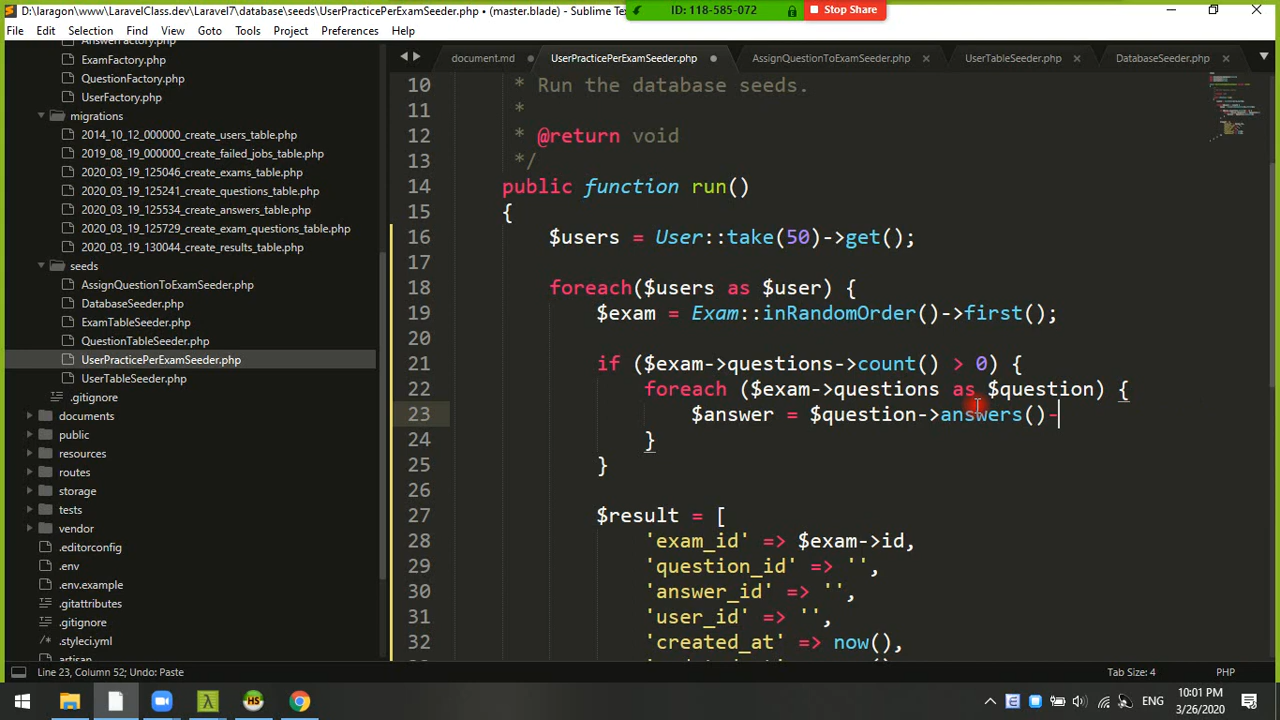 D:\laragon\www\LaravelClass.dev\Laravel7\database\seeds\UserPracticePerExamSeeder.php • (master.blade) - Sublime Tex
ID: 118-585-072
Stop Share
File Edit Selection Find View Goto Tools Project Preferences Help
AnswerFactory.php
ExamFactory.php
QuestionFactory.php
UserFactory.php
migrations
2014_10_12_000000_create_users_table.php
2019_08_19_000000_create_failed_jobs_table.php
2020_03_19_125046_create_exams_table.php
2020_03_19_125241_create_questions_table.php
2020_03_19_125534_create_answers_table.php
2020_03_19_125729_create_exam_questions_table.php
2020_03_19_130044_create_results_table.php
seeds
AssignQuestionToExamSeeder.php
DatabaseSeeder.php
ExamTableSeeder.php
QuestionTableSeeder.php
UserPracticePerExamSeeder.php
UserTableSeeder.php
.gitignore
documents
public
resources
routes
storage
tests
vendor
.editorconfig
.env
.env.example
.gitattributes
.gitignore
.styleci.yml
artisan
document.md UserPracticePerExamSeeder.php AssignQuestionToExamSeeder.php UserTableSeeder.php DatabaseSeeder.php
10 * Run the database seeds.
11 *
12 * @return void
13 */
14 public function run()
15 {
16 $users = User::take(50)->get();
17
18 foreach($users as $user) {
19 $exam = Exam::inRandomOrder()->first();
20
21 if ($exam->questions->count() > 0) {
22 foreach ($exam->questions as $question) {
23 $answer = $question->answers()-
24 }
25 }
26
27 $result = [
28 'exam_id' => $exam->id,
29 'question_id' => '',
30 'answer_id' => '',
31 'user_id' => '',
32 'created_at' => now(),
Line 23, Column 52; Undo: Paste
Tab Size: 4
PHP
ENG
10:01 PM
3/26/2020